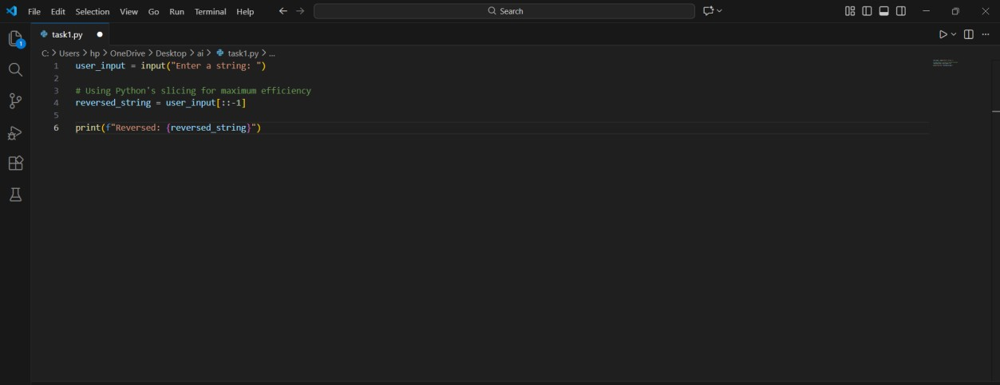 File Edit Selection View Go Run Terminal Help Search
task1.py
1
C: > Users > hp > OneDrive > Desktop > ai > task1.py > ...
1 user_input = input("Enter a string: ")
2
3 # Using Python's slicing for maximum efficiency
4 reversed_string = user_input[::-1]
5
6 print(f"Reversed: {reversed_string}")